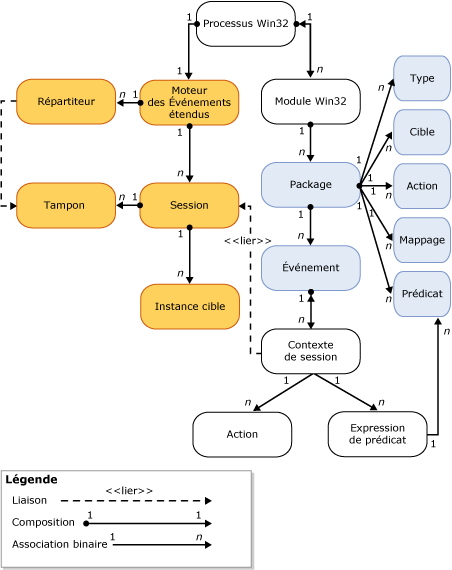 Processus Win32
1
n
1
n
Répartiteur
n
1
Moteur
des Événements
étendus
1
n
Module Win32
1
n
Type
n
Cible
n
Package
1
1
1
1
1
Action
n
Mappage
n
Prédicat
n
Tampon
n
1
Session
1
n
<<lier>>
1
n
Événement
1
n
Instance cible
Contexte
de session
1
1
n
n
Action
Expression
de prédicat
1
n
Légende
Liaison
<<lier>>
Composition
1
1
Association binaire
1
n